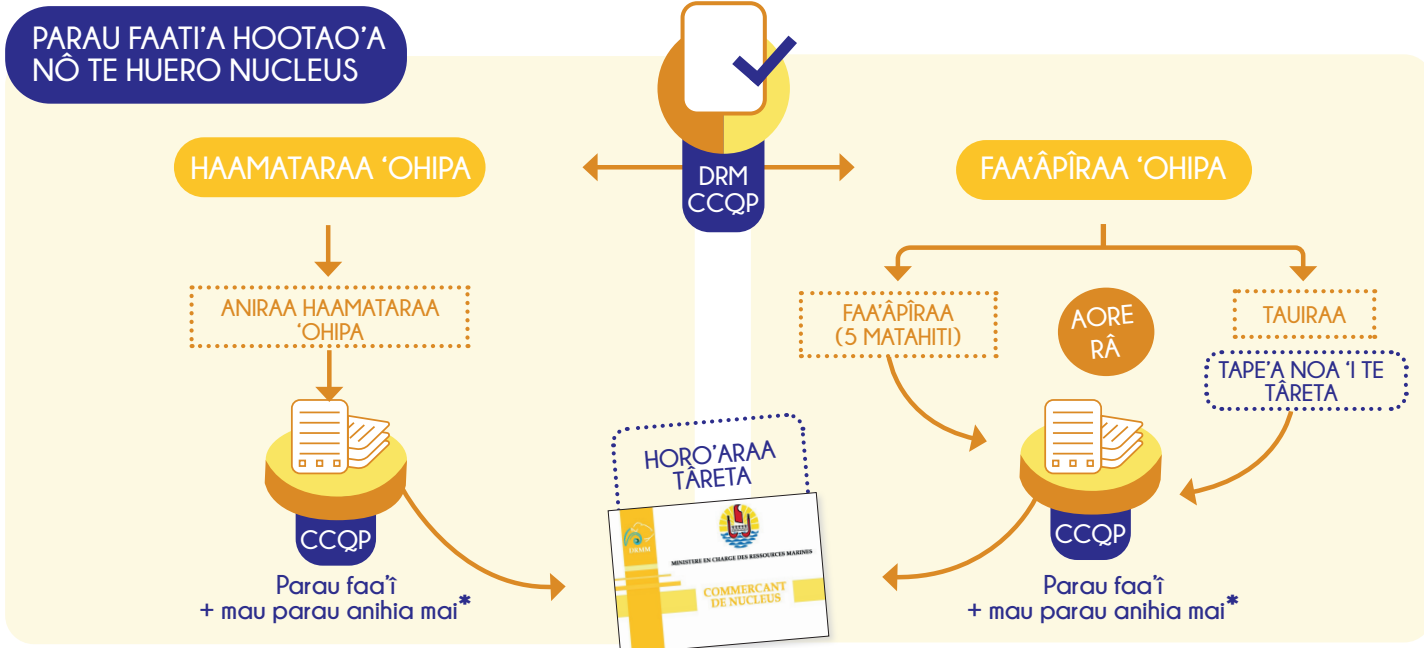 PARAU FAATI'A HOOTAO'A
NÔ TE HUERO NUCLEUS
DRM
CCQP
HAAMATARAA ‘OHIPA
ANIRAA HAAMATARAA
‘OHIPA
CCQP
Parau faa'î
+ mau parau anihia mai*
FAA'ÂPÎRAA ‘OHIPA
FAA'ÂPÎRAA
(5 MATAHITI)
AORE
RÂ
TAUIRAA
TAPE'A NOA ‘I TE
TÂRETA
CCQP
Parau faa'î
+ mau parau anihia mai*
HORO'ARAA
TÂRETA
MINISTERE EN CHARGE DES RESSOURCES MARINES
COMMERÇANT
DE NUCLEUS